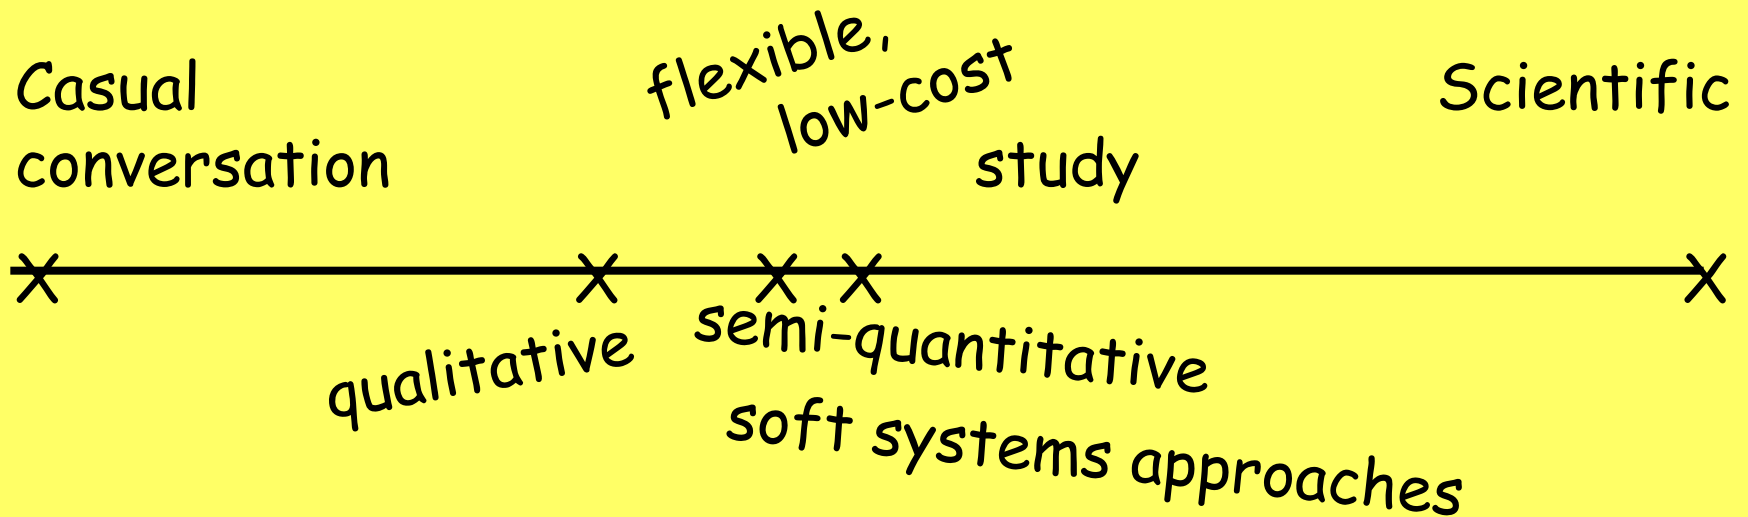 Casual
conversation
flexible,
low-cost
study
Scientific
qualitative
semi-quantitative
soft systems approaches